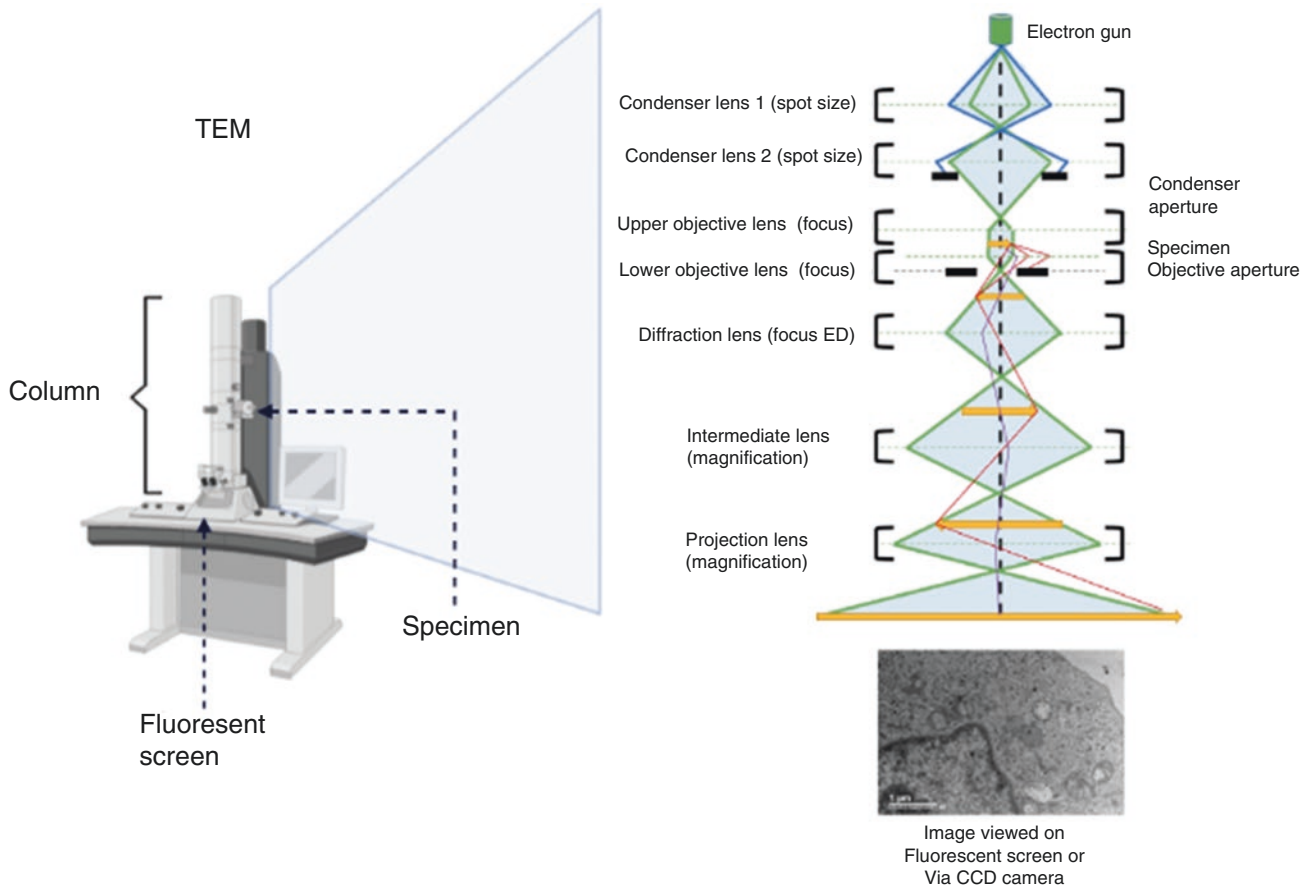 TEM
Column
Specimen
Fluoresent
screen
Electron gun
Condenser lens 1 (spot size)
Condenser lens 2 (spot size)
Condenser
aperture
Upper objective lens (focus)
Specimen
Lower objective lens (focus)
Objective aperture
Diffraction lens (focus ED)
Intermediate lens
(magnification)
Projection lens
(magnification)
1 µm
Image viewed on
Fluorescent screen or
Via CCD camera